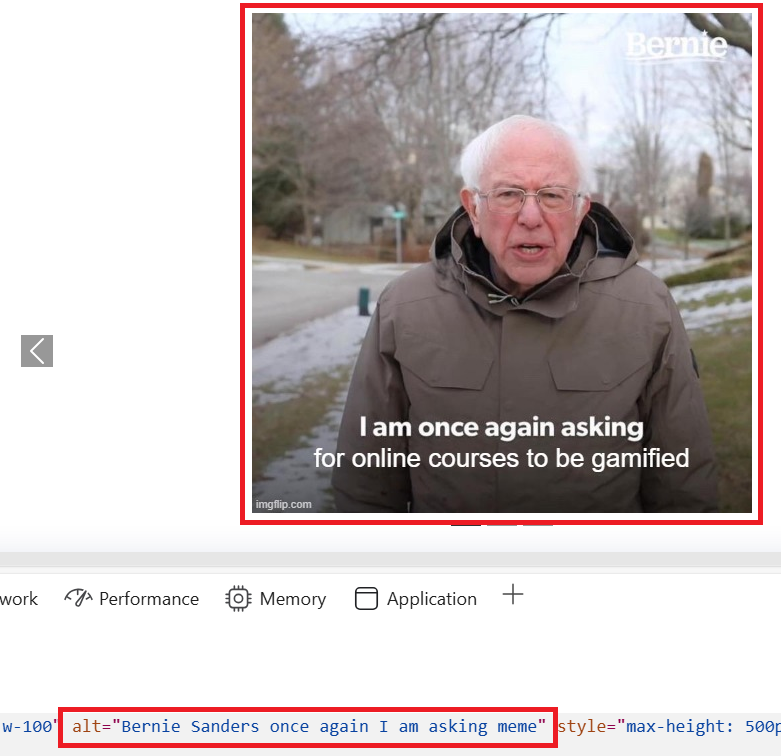 Bernie
I am once again asking
for online courses to be gamified
imgflip.com
work Performance Memory Application
w-100" alt="Bernie Sanders once again I am asking meme" style="max-height: 500p